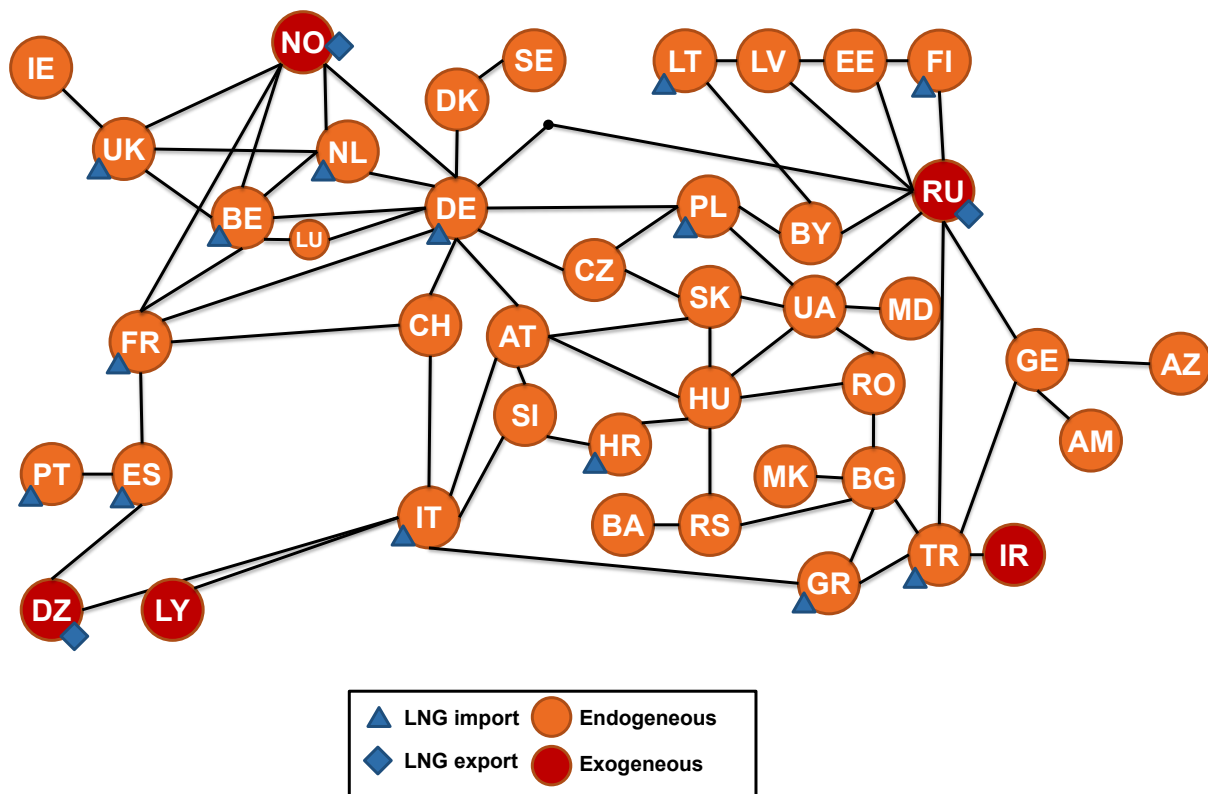 NO
SE
IE
LT
LV
EE
FI
DK
UK
NL
RU
BE
DE
PL
BY
LU
CZ
SK
UA
MD
FR
CH
AT
GE
AZ
HU
RO
SI
HR
AM
PT
ES
MK
BG
IT
BA
RS
TR
IR
GR
DZ
LY
LNG import
Endogeneous
LNG export
Exogeneous